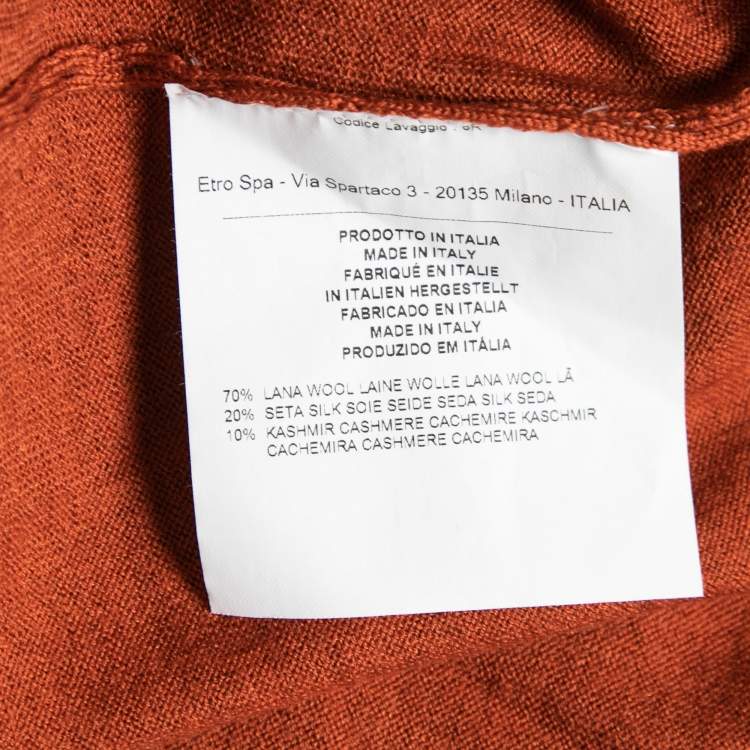 Codice Lavaggio : 6R
Etro Spa - Via Spartaco 3 - 20135 Milano - ITALIA
PRODOTTO IN ITALIA
MADE IN ITALY
FABRIQUÉ EN ITALIE
IN ITALIEN HERGESTELLT
FABRICADO EN ITALIA
MADE IN ITALY
PRODUZIDO EM ITÁLIA
70% LANA WOOL LAINE WOLLE LANA WOOL LÃ
20% SETA SILK SOIE SEIDE SEDA SILK SEDA
10% KASHMIR CASHMERE CACHEMIRE KASCHMIR
CACHEMIRA CASHMERE CACHEMIRA